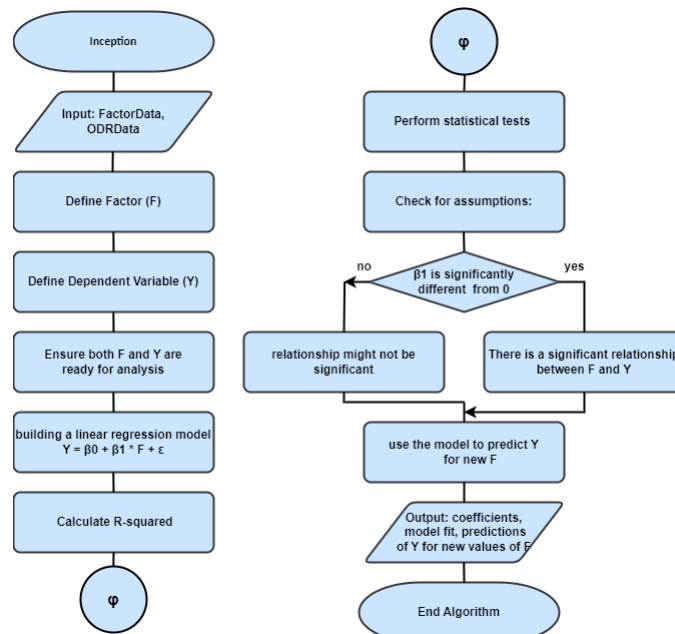 Inception
Input: FactorData,
ODRData
Define Factor (F)
Define Dependent Variable (Y)
Ensure both F and Y are
ready for analysis
building a linear regression model
Y = β0 + β1 * F + ε
Calculate R-squared
φ
φ
Perform statistical tests
Check for assumptions:
β1 is significantly
different from 0
no
yes
relationship might not be
significant
There is a significant relationship
between F and Y
use the model to predict Y
for new F
Output: coefficients,
model fit, predictions
of Y for new values of F
End Algorithm